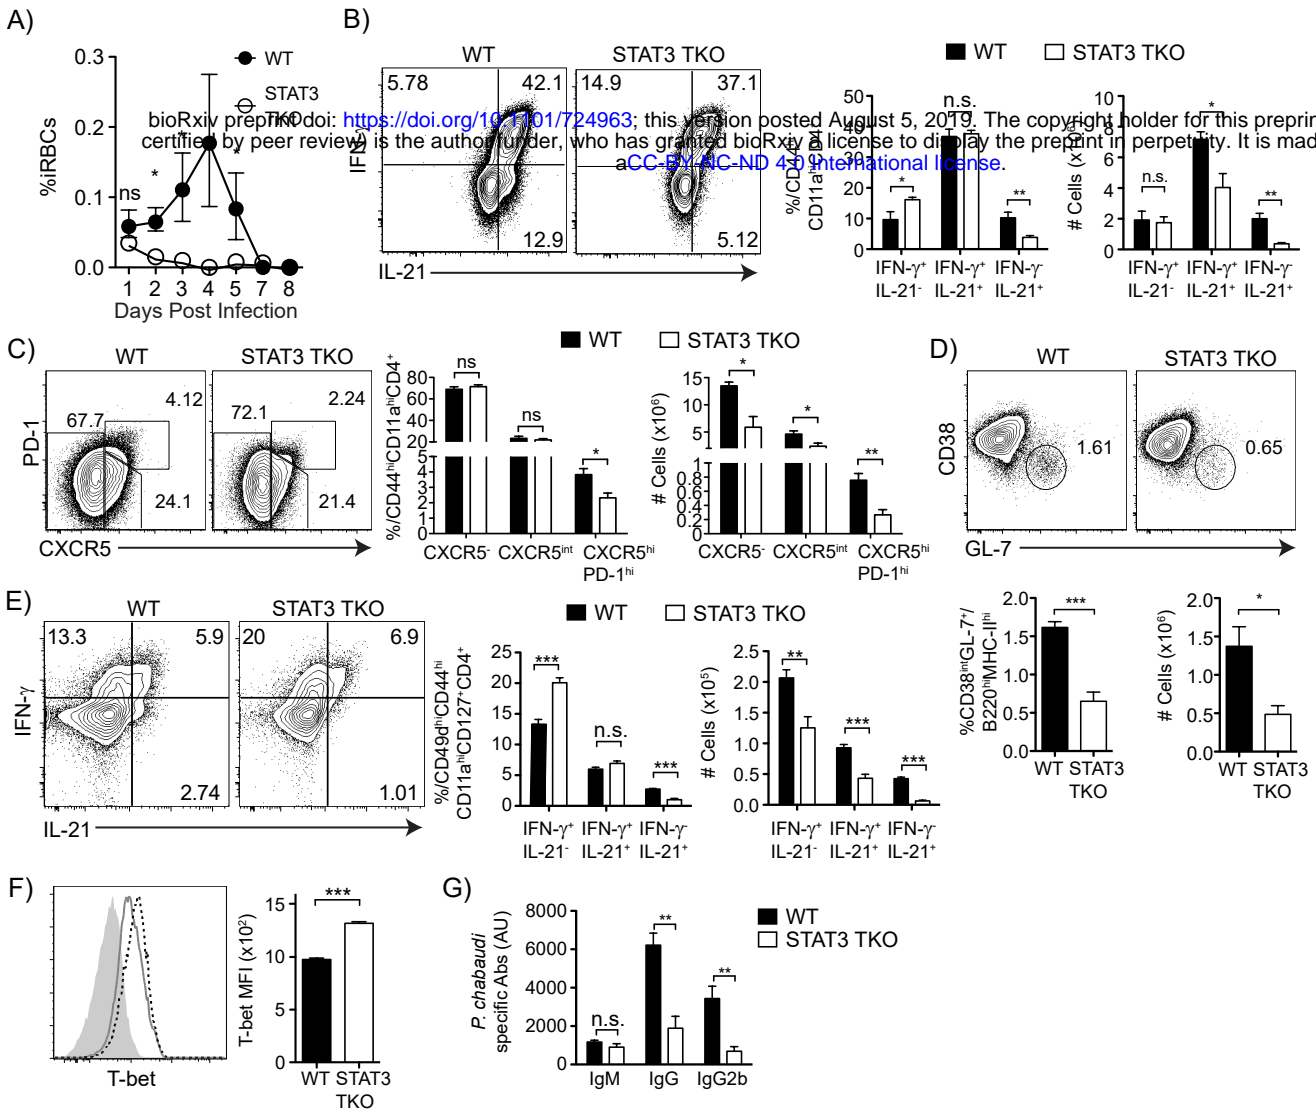 A)
0.3
0.2
0.1
0.0
%iRBCs
WT
STAT3
TKO
ns
*
*
*
1 2 3 4 5 7 8
Days Post Infection
bioRxiv preprint doi: https://doi.org/10.1101/724963; this version posted August 5, 2019. The copyright holder for this preprin
certified by peer review) is the author/funder, who has granted bioRxiv a license to display the preprint in perpetuity. It is mad
aCC-BY-NC-ND 4.0 International license.
B)
WT
STAT3 TKO
5.78
42.1
12.9
14.9
37.1
5.12
IFN-γ
IL-21
WT
STAT3 TKO
50
40
30
20
10
0
%/CD44hi
CD11ahiCD4+
*
n.s.
**
IFN-γ+ IFN-γ+ IFN-γ-
IL-21- IL-21+ IL-21+
10
8
6
4
2
0
# Cells (x10⁶)
n.s.
*
**
IFN-γ+ IFN-γ+ IFN-γ-
IL-21- IL-21+ IL-21+
C)
WT
STAT3 TKO
67.7
4.12
24.1
72.1
2.24
21.4
PD-1
CXCR5
WT
STAT3 TKO
80
60
40
20
5
4
3
2
1
0
%/CD44hiCD11ahiCD4+
ns
ns
*
CXCR5- CXCR5int CXCR5hi
PD-1hi
15
10
5
1
0.8
0.6
0.4
0.2
0
# Cells (x10⁶)
*
*
**
CXCR5- CXCR5int CXCR5hi
PD-1hi
D)
WT
STAT3 TKO
1.61
0.65
CD38
GL-7
2.0
1.5
1.0
0.5
0.0
%CD38intGL-7+/
B220hiMHC-IIhi
***
WT STAT3
TKO
2.0
1.5
1.0
0.5
0.0
# Cells (x10⁶)
*
WT STAT3
TKO
E)
WT
STAT3 TKO
13.3
5.9
2.74
20
6.9
1.01
IFN-γ
IL-21
WT
STAT3 TKO
25
20
15
10
5
0
%/CD49dhiCD44hi
CD11ahiCD127+CD4+
***
n.s.
***
IFN-γ+ IFN-γ+ IFN-γ-
IL-21- IL-21+ IL-21+
2.5
2.0
1.5
1.0
0.5
0.0
# Cells (x10⁵)
**
***
***
IFN-γ+ IFN-γ+ IFN-γ-
IL-21- IL-21+ IL-21+
F)
T-bet
15
10
5
0
T-bet MFI (x10²)
***
WT STAT3
TKO
G)
8000
6000
4000
2000
0
P. chabaudi
specific Abs (AU)
n.s.
**
**
IgM IgG IgG2b
WT
STAT3 TKO